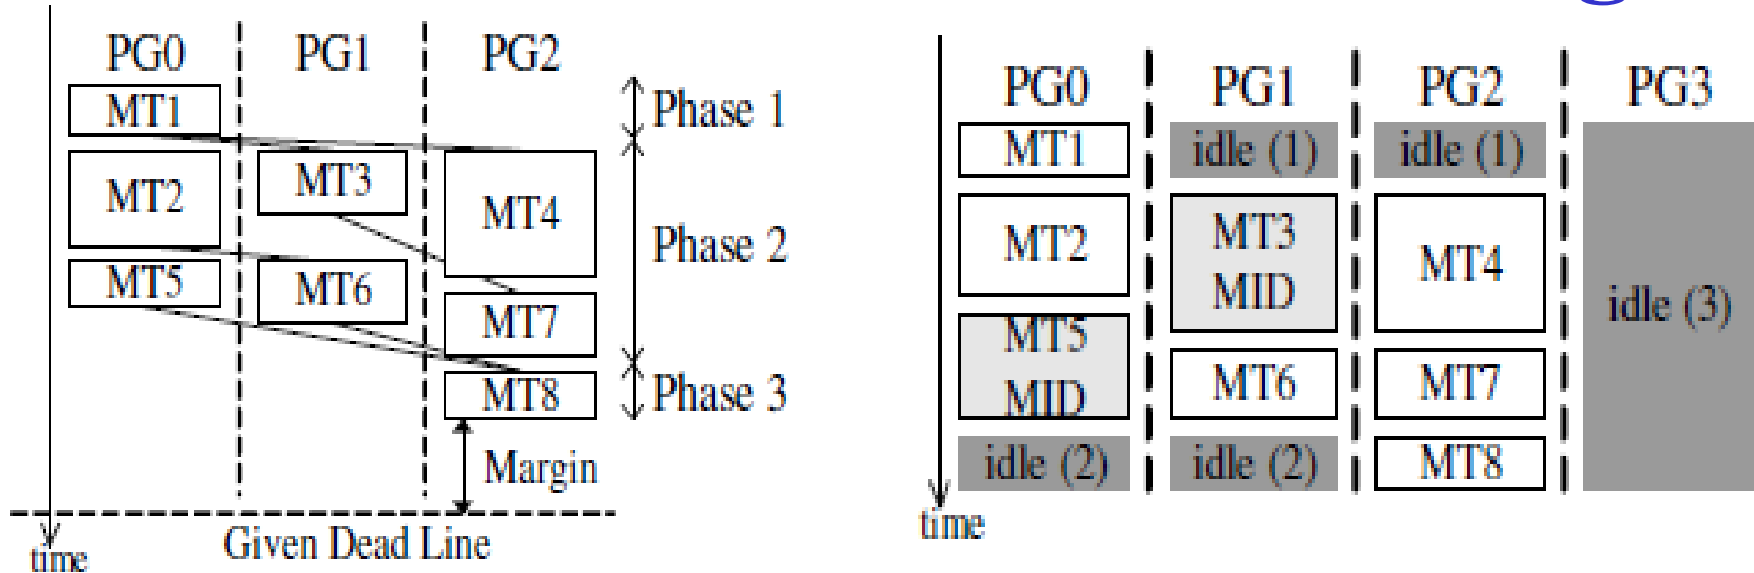 PG0 PG1 PG2
MT1
Phase 1
MT2
MT3
MT4
Phase 2
MT5
MT6
MT7
MT8
Phase 3
Margin
Given Dead Line
time
PG0 PG1 PG2 PG3
MT1
idle (1)
idle (1)
MT2
MT3
MID
MT4
idle (3)
MT5
MID
MT6
MT7
idle (2)
idle (2)
MT8
time